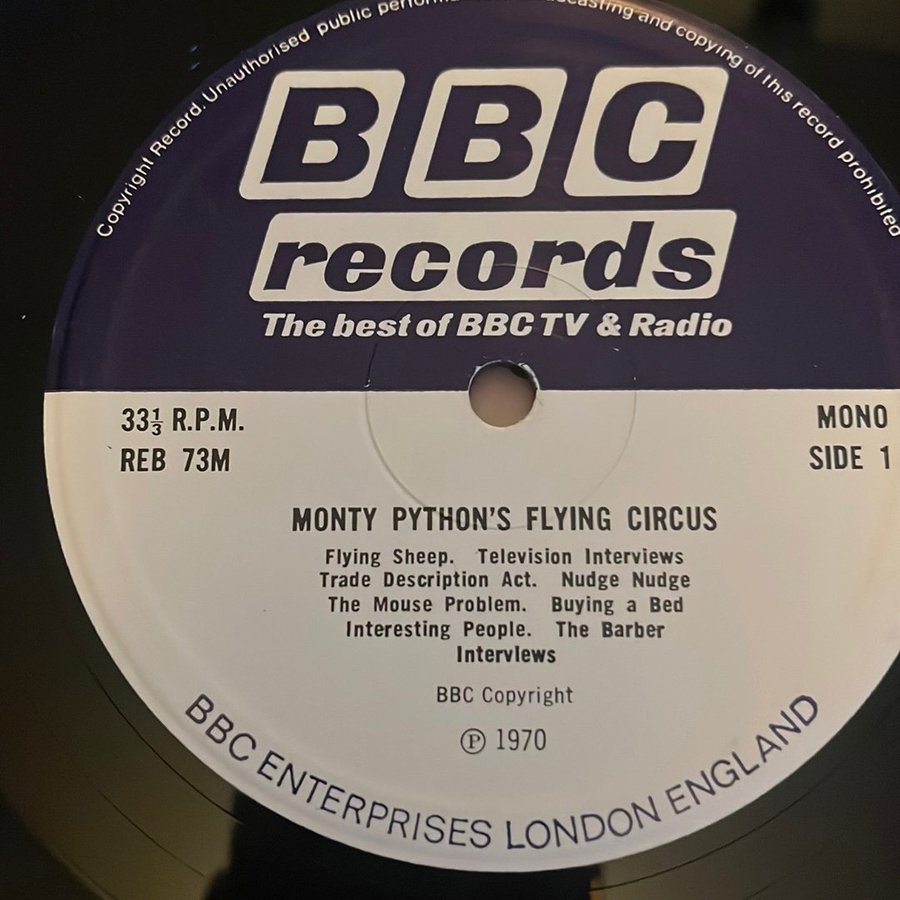 Copyright Record. Unauthorised public and copying of this record prohibited
BBC
records
The best of BBC TV & Radio
33⅓ R.P.M.
MONO
REB 73M
SIDE 1
MONTY PYTHON'S FLYING CIRCUS
Flying Sheep. Television Interviews
Trade Description Act. Nudge Nudge
The Mouse Problem. Buying a Bed
Interesting People. The Barber
Interviews
BBC Copyright
Ⓟ 1970
BBC ENTERPRISES LONDON ENGLAND